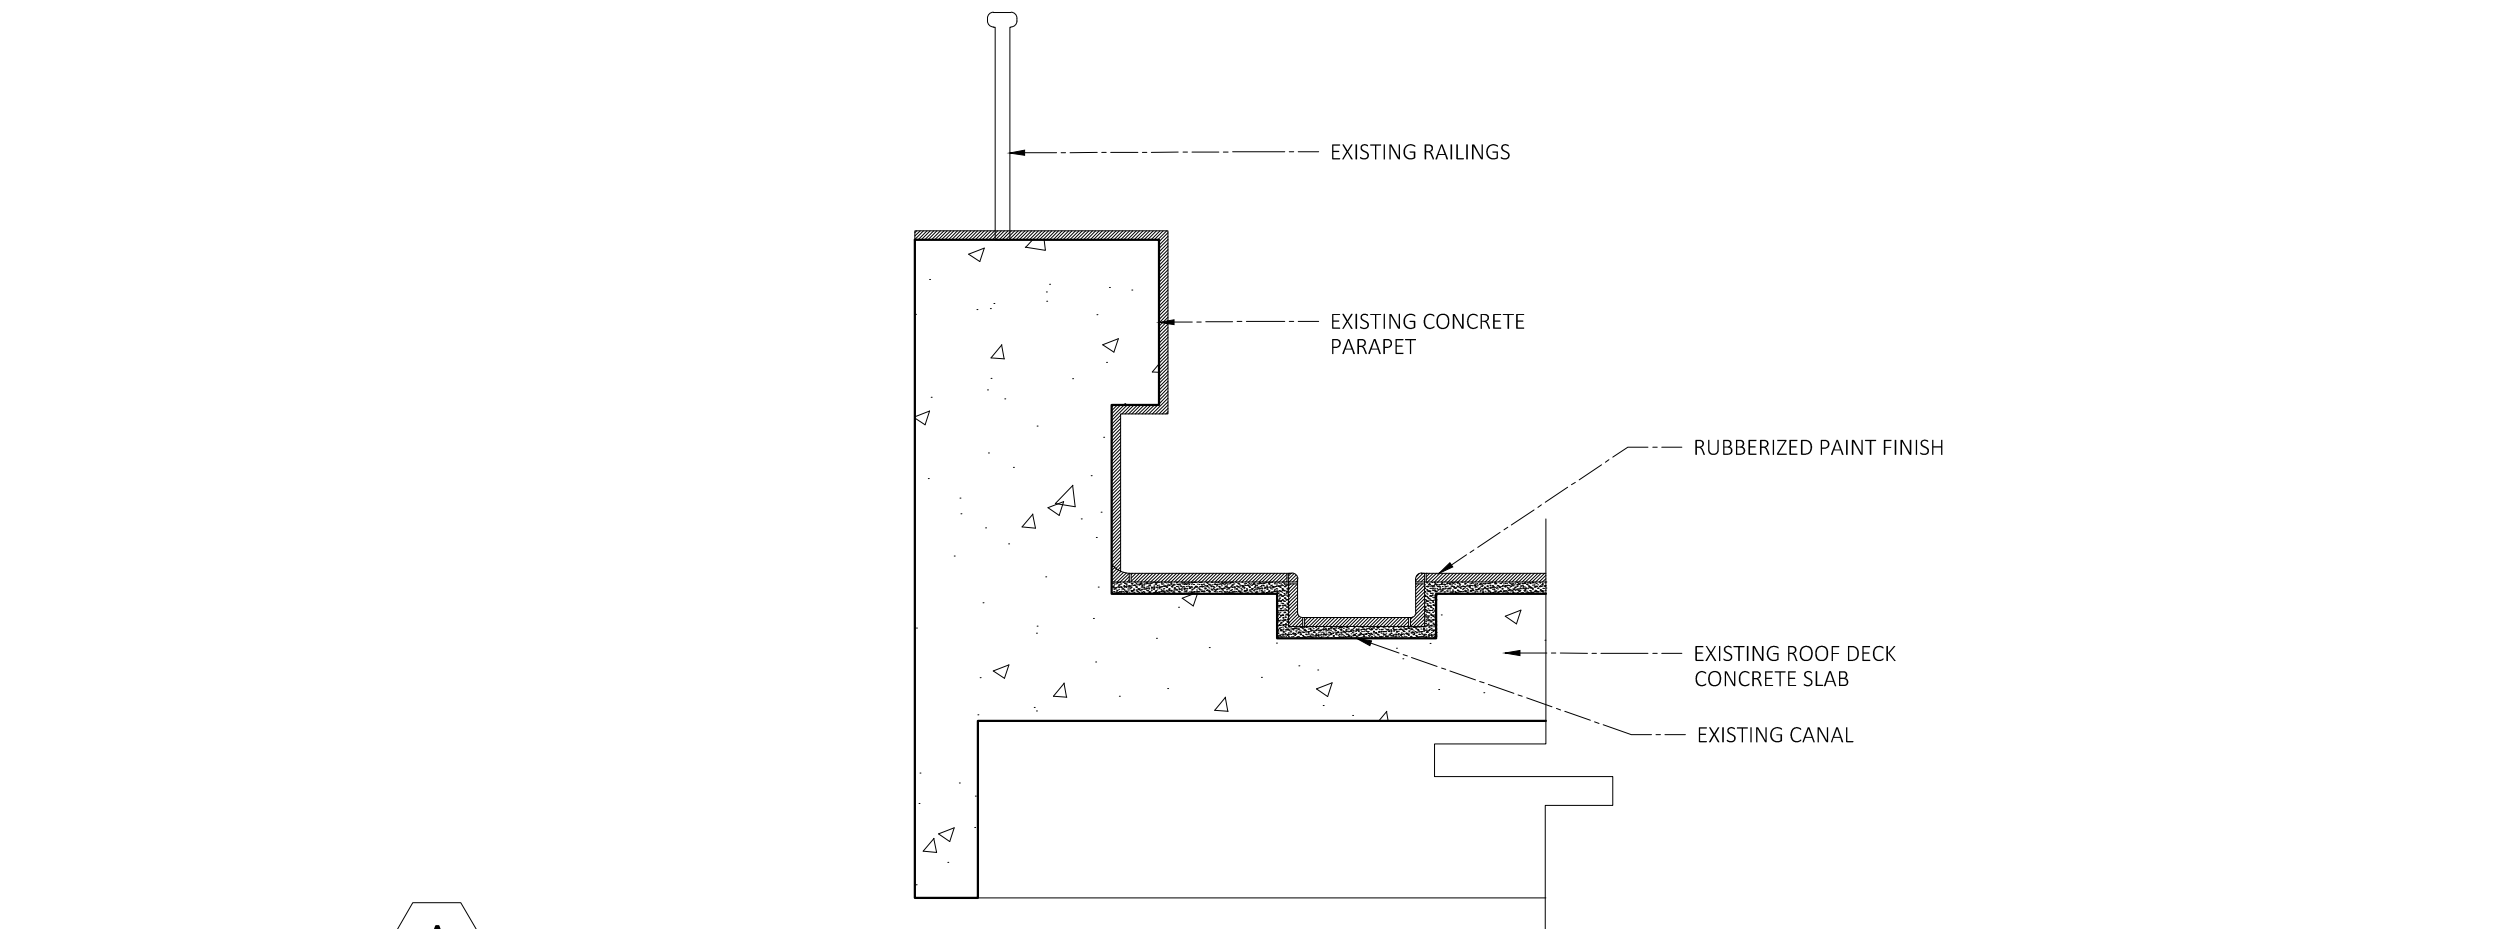 EXISTING RAILINGS
EXISTING CONCRETE
PARAPET
RUBBERIZED PAINT FINISH
EXISTING ROOF DECK
CONCRETE SLAB
EXISTING CANAL